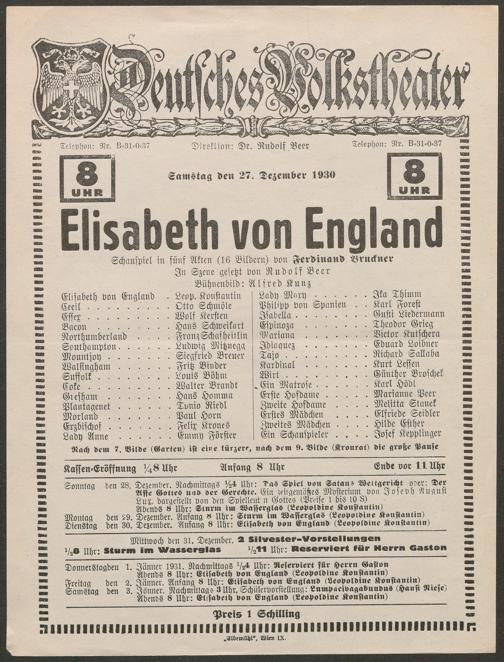 Deutsches Volkstheater
Telephon: Nr. B-31-0-37 Direktion: Dr. Rudolf Beer Telephon: Nr. B-31-0-37
8 UHR
8 UHR
Samstag den 27. Dezember 1930
Elisabeth von England
Schauspiel in fünf Akten (16 Bildern) von Ferdinand Bruckner
In Szene gesetzt von Rudolf Beer
Bühnenbild: Alfred Kunz
Elisabeth von England . Leop. Konstantin
Cecil . . . . . Otto Schmöle
Essex . . . . . Wolf Kersten
Bacon . . . . . Hans Schweikart
Northumberland . . Franz Schafheitlin
Southampton . . . Ludwig Mitznegg
Mountjoy . . . . Siegfried Breuer
Walsingham . . . Fritz Binder
Suffolk . . . . . Louis Böhm
Coke . . . . . Walter Brandt
Gresham . . . . Hans Homma
Plantagenet . . . Tonio Riedl
Morland . . . . Paul Horn
Erzbischof . . . Felix Krones
Lady Anne . . . Emmy Förster
Lady Mary . . . . Ika Thimm
Philipp von Spanien . . Karl Forest
Isabella . . . . Gusti Liedermann
Espinoza . . . . Theodor Grieg
Mariana . . . . Victor Kutschera
Idiaquez . . . . Eduard Loibner
Tajo . . . . . Richard Sallaba
Kardinal . . . . Kurt Lessen
Wirt . . . . . Günther Broschek
Ein Matrose . . . Karl Hödl
Erste Hofdame . . . Marianne Peer
Zweite Hofdame . . Melitta Stanek
Erstes Mädchen . . . Elfriede Seidler
Zweites Mädchen . . Hilde Esther
Ein Schauspieler . . . Josef Kepplinger
Nach dem 7. Bild (Garten) ist eine kürzere, nach dem 9. Bild (Kronrat) die große Pause
Kassen-Eröffnung ¼8 Uhr Anfang 8 Uhr Ende vor 11 Uhr
Sonntag den 28. Dezember. Nachmittags ½4 Uhr: Das Spiel von Satans Weltgericht oder: Der
Affe Gottes und der Gerechte. Ein zeitgemäßes Mysterium von Joseph August
Lux, dargestellt von den Spielleut'n Gottes (Preise 1 bis 10 S)
Abends 8 Uhr: Sturm im Wasserglas (Leopoldine Konstantin)
Montag den 29. Dezember. Anfang 8 Uhr: Sturm im Wasserglas (Leopoldine Konstantin)
Dienstag den 30. Dezember. Anfang 8 Uhr: Elisabeth von England (Leopoldine Konstantin)
Mittwoch den 31. Dezember. 2 Silvester-Vorstellungen
½8 Uhr: Sturm im Wasserglas ½11 Uhr: Reserviert für Herrn Gaston
Donnerstag den 1. Jänner 1931. Nachmittags ½4 Uhr: Reserviert für Herrn Gaston
Abends 8 Uhr: Elisabeth von England (Leopoldine Konstantin)
Freitag den 2. Jänner. Anfang 8 Uhr: Elisabeth von England (Leopoldine Konstantin)
Samstag den 3. Jänner. Nachmittags 3 Uhr, Schülervorstellung: Lumpacivagabundus (Hansi Niese)
Abends 8 Uhr: Elisabeth von England (Leopoldine Konstantin)
Preis 1 Schilling
„Elbemühl“, Wien IX.